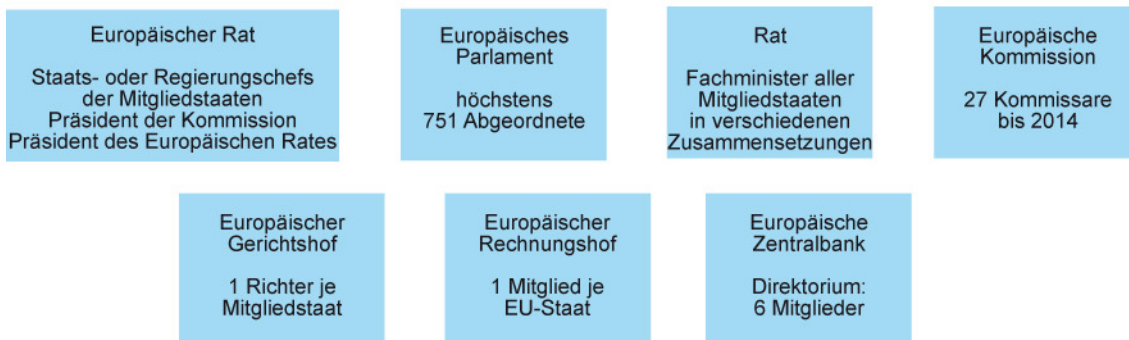 Europäischer Rat
Staats- oder Regierungschefs
der Mitgliedstaaten
Präsident der Kommission
Präsident des Europäischen Rates
Europäisches
Parlament
höchstens
751 Abgeordnete
Rat
Fachminister aller
Mitgliedstaaten
in verschiedenen
Zusammensetzungen
Europäische
Kommission
27 Kommissare
bis 2014
Europäischer
Gerichtshof
1 Richter je
Mitgliedstaat
Europäischer
Rechnungshof
1 Mitglied je
EU-Staat
Europäische
Zentralbank
Direktorium:
6 Mitglieder